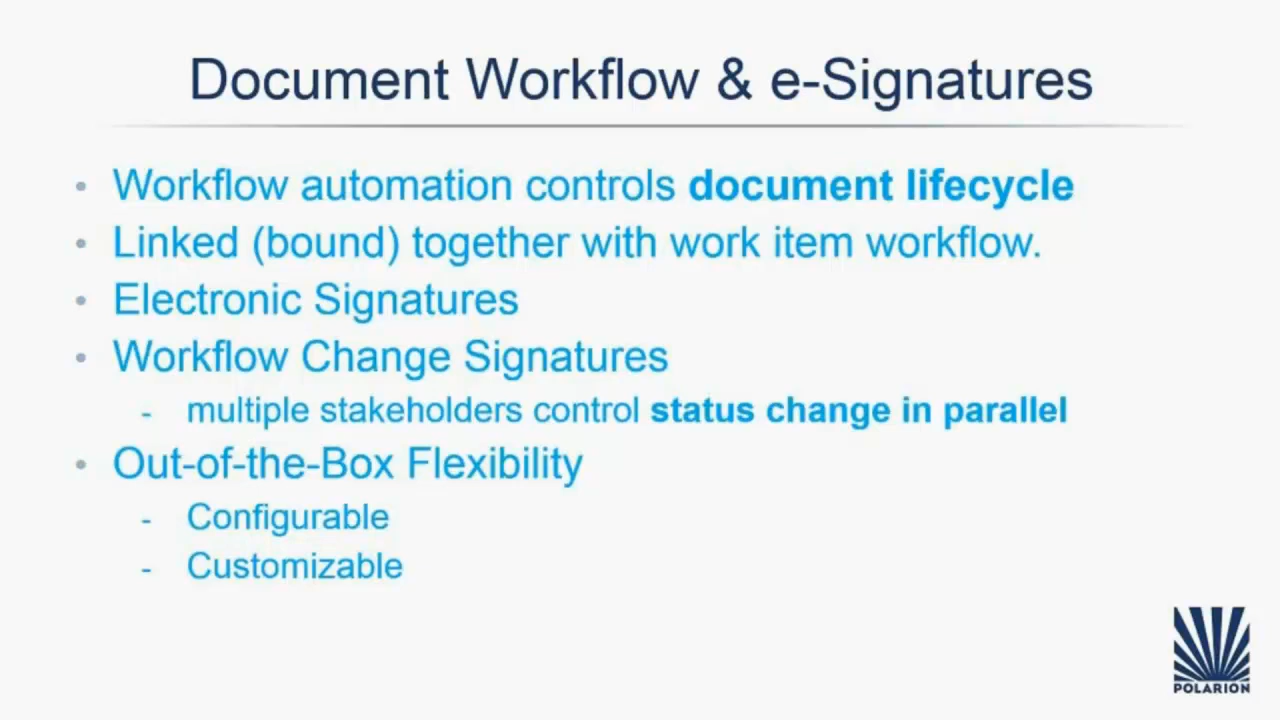 Document Workflow & e-Signatures
• Workflow automation controls document lifecycle
• Linked (bound) together with work item workflow.
• Electronic Signatures
• Workflow Change Signatures
- multiple stakeholders control status change in parallel
• Out-of-the-Box Flexibility
- Configurable
- Customizable
POLARION